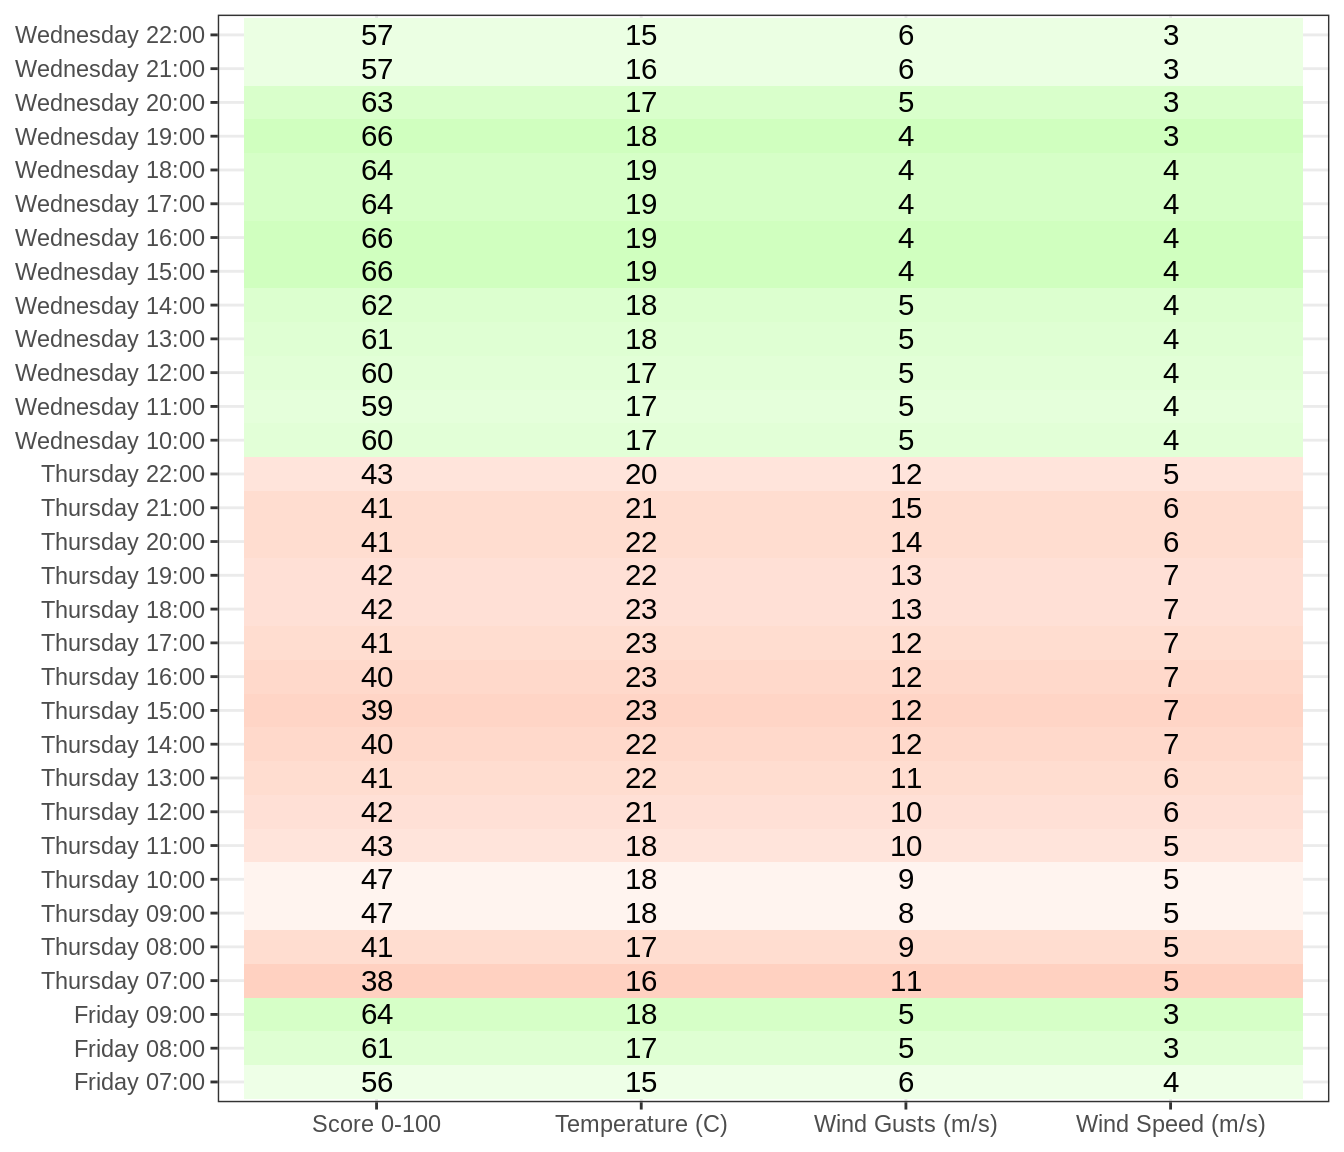 Wednesday 22:00 57 15 6 3
Wednesday 21:00 57 16 6 3
Wednesday 20:00 63 17 5 3
Wednesday 19:00 66 18 4 3
Wednesday 18:00 64 19 4 4
Wednesday 17:00 64 19 4 4
Wednesday 16:00 66 19 4 4
Wednesday 15:00 66 19 4 4
Wednesday 14:00 62 18 5 4
Wednesday 13:00 61 18 5 4
Wednesday 12:00 60 17 5 4
Wednesday 11:00 59 17 5 4
Wednesday 10:00 60 17 5 4
Thursday 22:00 43 20 12 5
Thursday 21:00 41 21 15 6
Thursday 20:00 41 22 14 6
Thursday 19:00 42 22 13 7
Thursday 18:00 42 23 13 7
Thursday 17:00 41 23 12 7
Thursday 16:00 40 23 12 7
Thursday 15:00 39 23 12 7
Thursday 14:00 40 22 12 7
Thursday 13:00 41 22 11 6
Thursday 12:00 42 21 10 6
Thursday 11:00 43 18 10 5
Thursday 10:00 47 18 9 5
Thursday 09:00 47 18 8 5
Thursday 08:00 41 17 9 5
Thursday 07:00 38 16 11 5
Friday 09:00 64 18 5 3
Friday 08:00 61 17 5 3
Friday 07:00 56 15 6 4
Score 0-100 Temperature (C) Wind Gusts (m/s) Wind Speed (m/s)